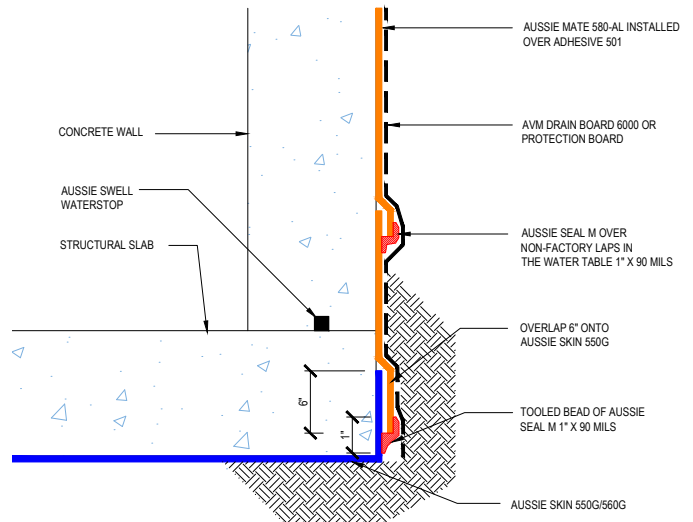 AUSSIE MATE 580-AL INSTALLED
OVER ADHESIVE 501
CONCRETE WALL
AVM DRAIN BOARD 6000 OR
PROTECTION BOARD
AUSSIE SWELL
WATERSTOP
STRUCTURAL SLAB
AUSSIE SEAL M OVER
NON-FACTORY LAPS IN
THE WATER TABLE 1" X 90 MILS
OVERLAP 6" ONTO
AUSSIE SKIN 550G
6"
1"
TOOLED BEAD OF AUSSIE
SEAL M 1" X 90 MILS
AUSSIE SKIN 550G/560G